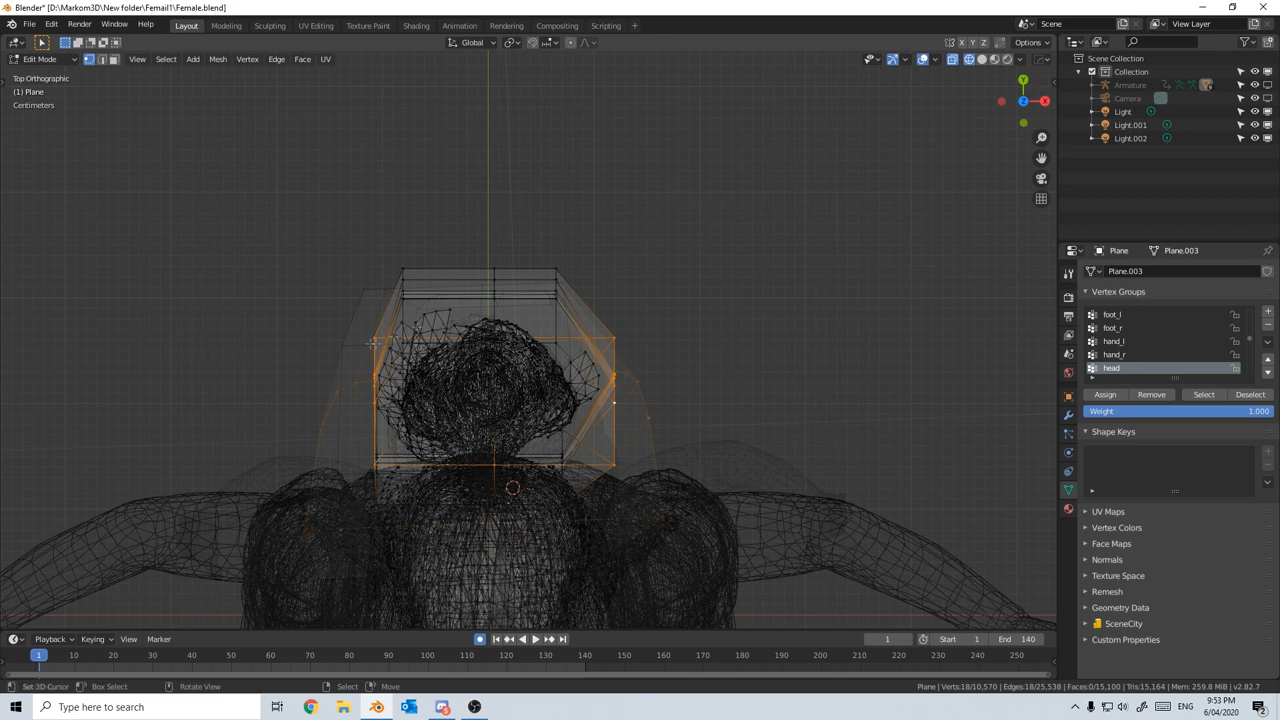 Blender* [D:\Markom3D\New folder\Femail1\Female.blend]
File Edit Render Window Help Layout Modeling Sculpting UV Editing Texture Paint Shading Animation Rendering Compositing Scripting + Scene View Layer
Global X Y Z Options
Edit Mode View Select Add Mesh Vertex Edge Face UV
Top Orthographic
(1) Plane
Centimeters
Y
Z
X
Scene Collection
Collection
Armature
Camera
Light
Light.001
Light.002
Plane Plane.003
Plane.003
Vertex Groups
foot_l
foot_r
hand_l
hand_r
head
Assign Remove Select Deselect
Weight 1.000
Shape Keys
UV Maps
Vertex Colors
Face Maps
Normals
Texture Space
Remesh
Geometry Data
SceneCity
Custom Properties
Playback Keying View Marker 1 Start 1 End 140
1 10 20 30 40 50 60 70 80 90 100 110 120 130 140 150 160 170 180 190 200 210 220 230 240 250
Set 3D Cursor Box Select Rotate View Select Move Plane | Verts:18/10,570 | Edges:18/25,538 | Faces:0/15,100 | Tris:15,164 | Mem: 259.8 MiB | v2.82.7
Type here to search
9:53 PM
6/04/2020